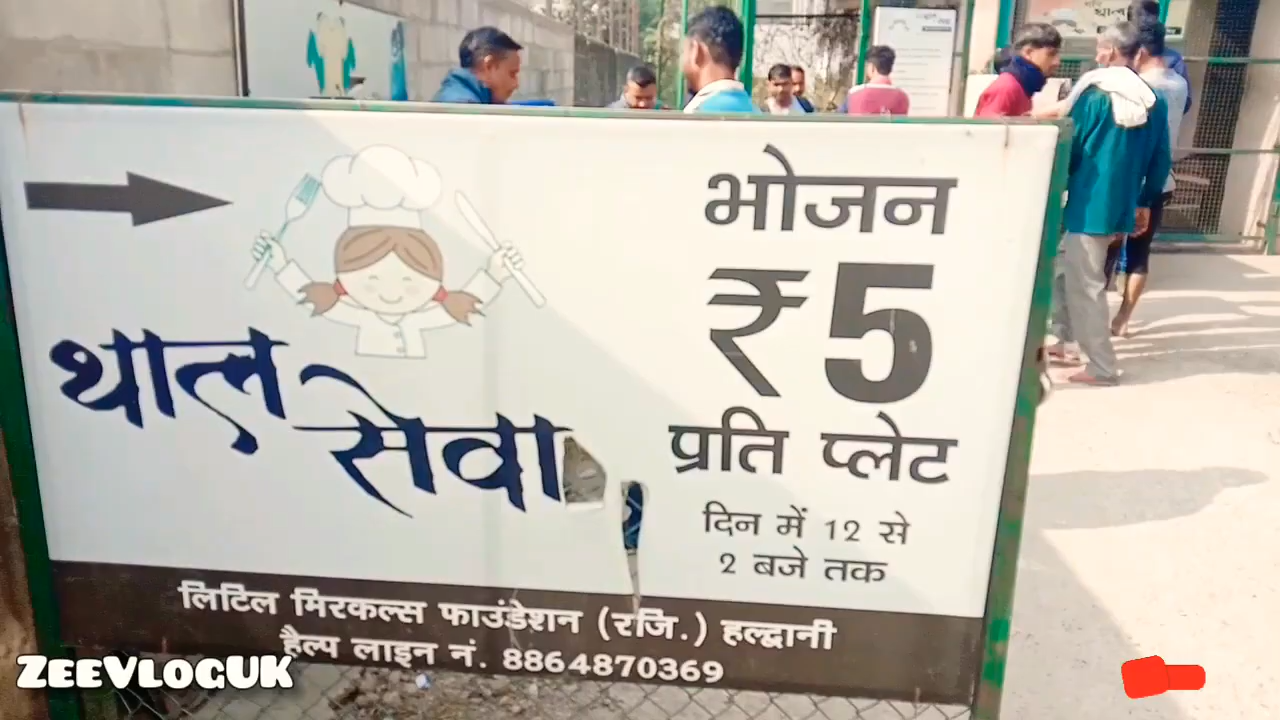 थाल
सेवा
भोजन
₹5
प्रति प्लेट
दिन में 12 से
2 बजे तक
लिटिल मिरकल्स फाउंडेशन (रजि.) हल्द्वानी
हैल्प लाइन नं. 8864870369
ZEEVLOGUK